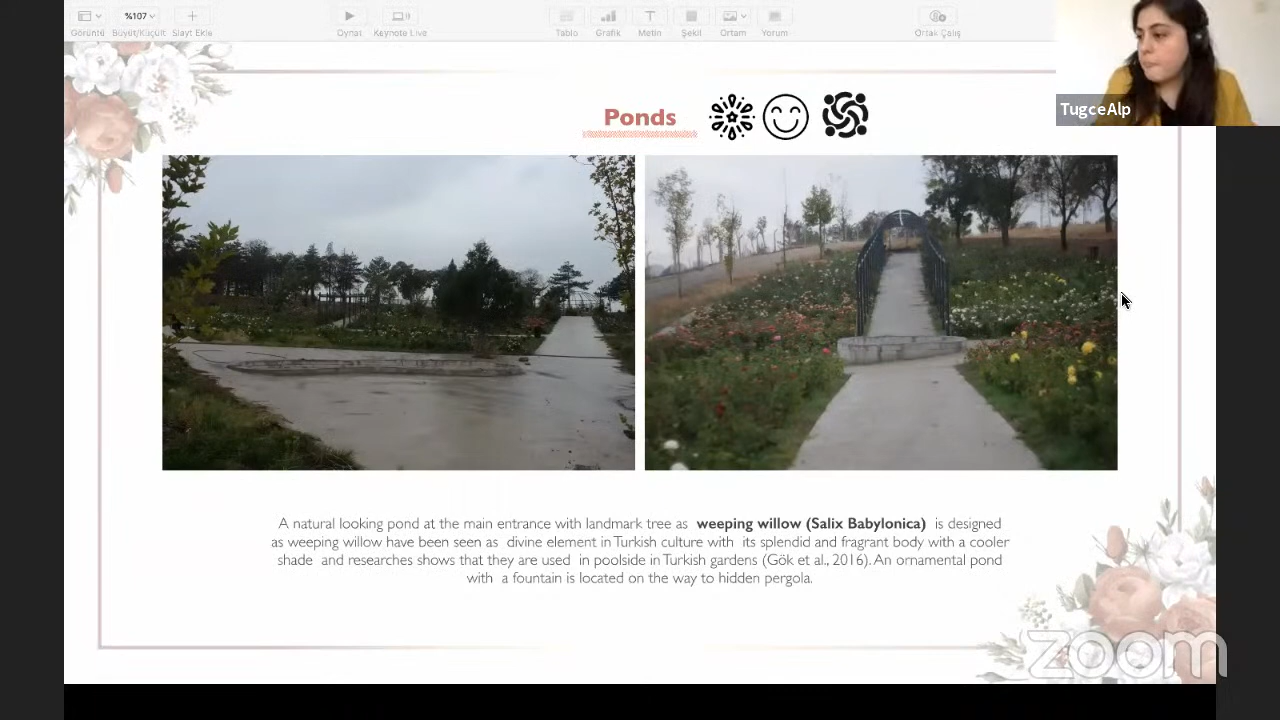 %107
Görüntü
Büyüt/Küçült
Slayt Ekle
Oynat
Keynote Live
Tablo
Grafik
Metin
Şekil
Ortam
Yorum
Ortak Çalış
TugceAlp
Ponds
A natural looking pond at the main entrance with landmark tree as weeping willow (Salix Babylonica) is designed
as weeping willow have been seen as divine element in Turkish culture with its splendid and fragrant body with a cooler
shade and researches shows that they are used in poolside in Turkish gardens (Gök et al., 2016). An ornamental pond
with a fountain is located on the way to hidden pergola.
zoom